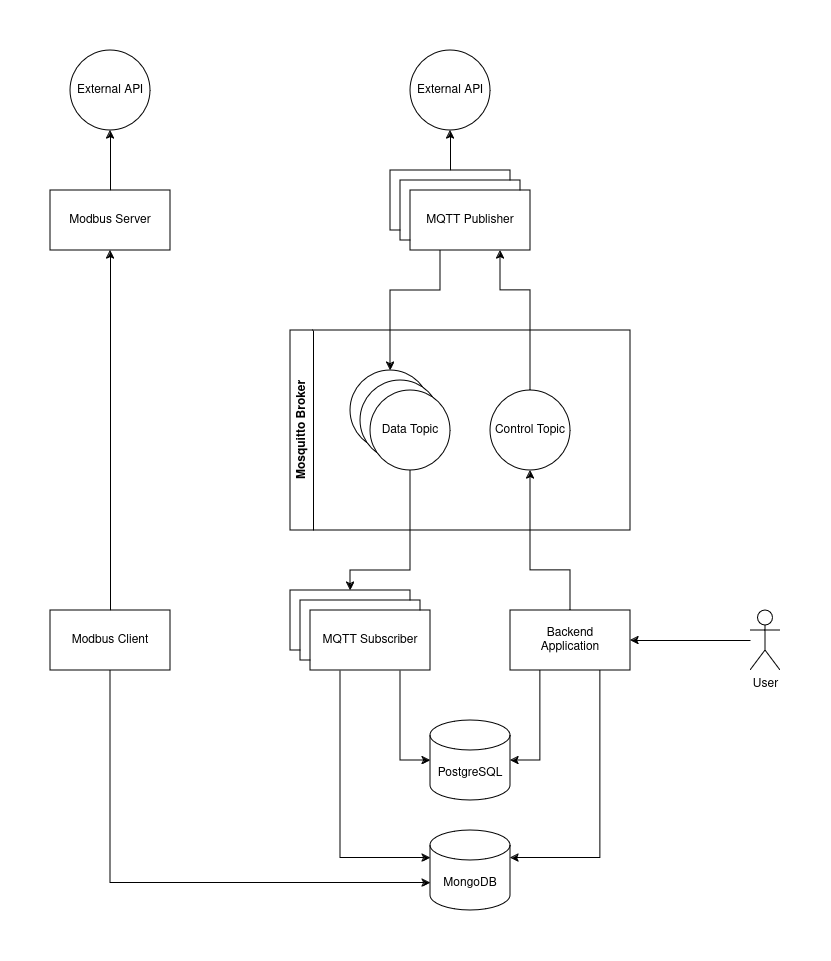 External API
External API
Modbus Server
MQTT Publisher
Mosquitto Broker
Data Topic
Control Topic
Modbus Client
MQTT Subscriber
Backend
Application
User
PostgreSQL
MongoDB